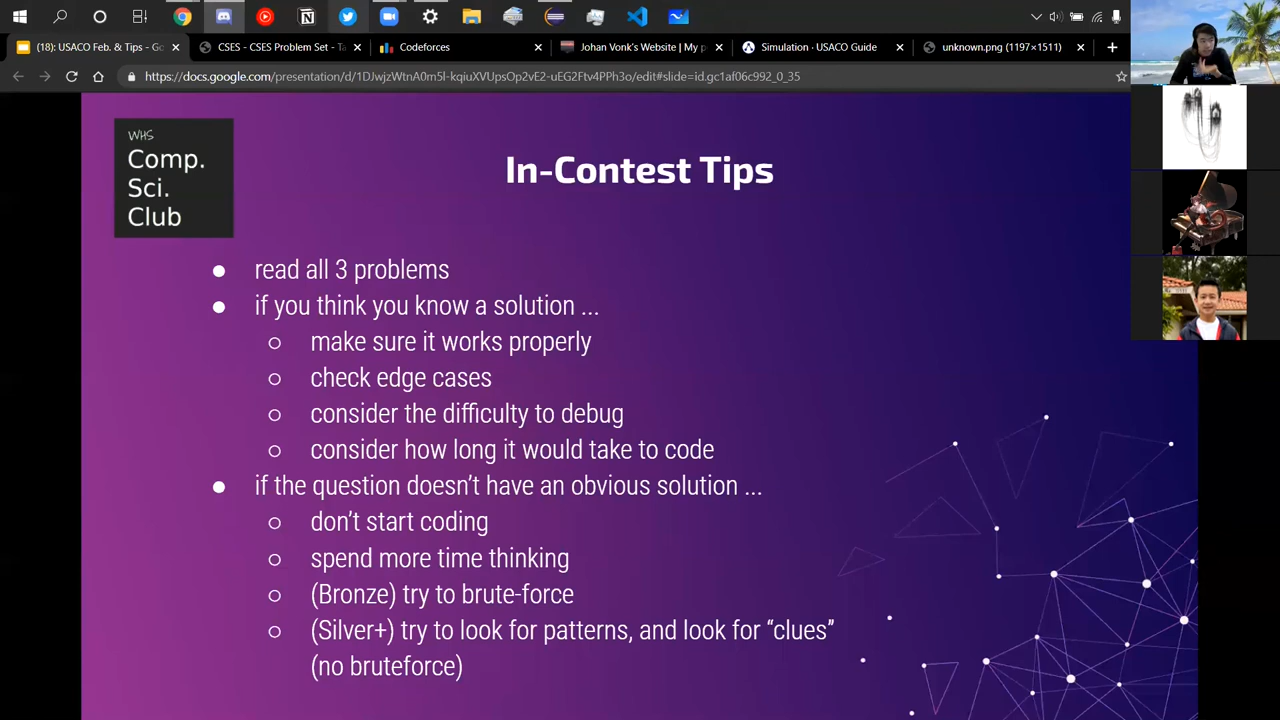 (18): USACO Feb. & Tips - Go
CSES - CSES Problem Set - Ta
Codeforces
Johan Vonk's Website | My p
Simulation · USACO Guide
unknown.png (1197×1511)
https://docs.google.com/presentation/d/1DJwjzWtnA0m5l-kqiuXVUpsOp2vE2-uEG2Ftv4PPh3o/edit#slide=id.gc1af06c992_0_35
WHS
Comp.
Sci.
Club
In-Contest Tips
● read all 3 problems
● if you think you know a solution ...
○ make sure it works properly
○ check edge cases
○ consider the difficulty to debug
○ consider how long it would take to code
● if the question doesn't have an obvious solution ...
○ don't start coding
○ spend more time thinking
○ (Bronze) try to brute-force
○ (Silver+) try to look for patterns, and look for “clues”
(no bruteforce)